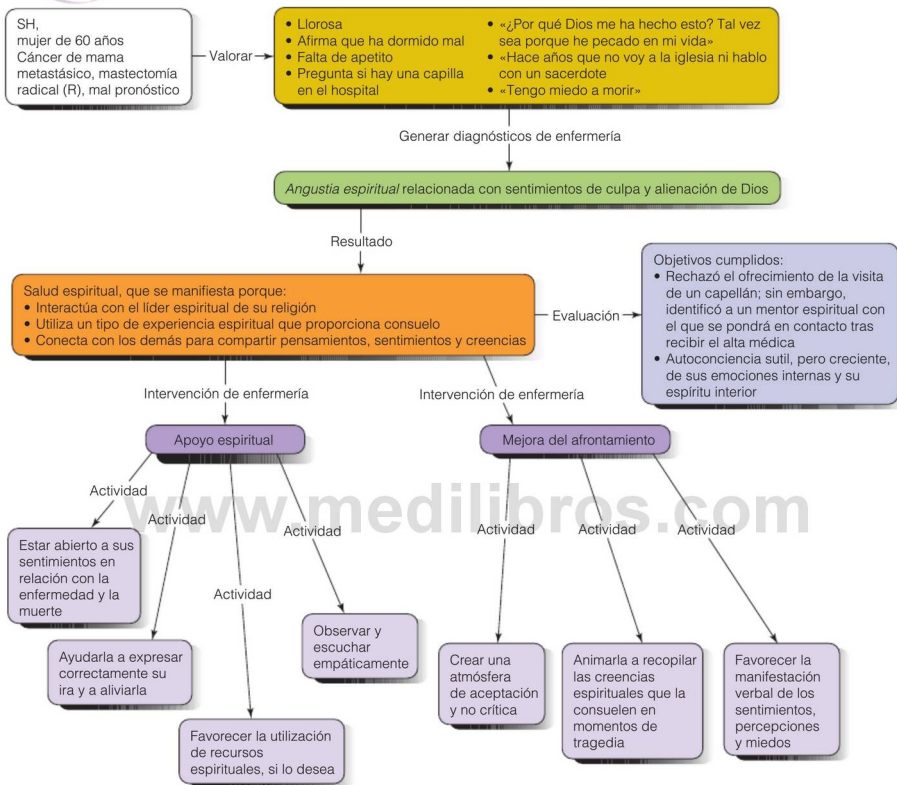 SH,
mujer de 60 años
Cáncer de mama
metastásico, mastectomía
radical (R), mal pronóstico
Valorar
• Llorosa
• Afirma que ha dormido mal
• Falta de apetito
• Pregunta si hay una capilla
en el hospital
• «¿Por qué Dios me ha hecho esto? Tal vez
sea porque he pecado en mi vida»
• «Hace años que no voy a la iglesia ni hablo
con un sacerdote
• «Tengo miedo a morir»
Generar diagnósticos de enfermería
Angustia espiritual relacionada con sentimientos de culpa y alienación de Dios
Resultado
Salud espiritual, que se manifiesta porque:
• Interactúa con el líder espiritual de su religión
• Utiliza un tipo de experiencia espiritual que proporciona consuelo
• Conecta con los demás para compartir pensamientos, sentimientos y creencias
Evaluación
Objetivos cumplidos:
• Rechazó el ofrecimiento de la visita
de un capellán; sin embargo,
identificó a un mentor espiritual con
el que se pondrá en contacto tras
recibir el alta médica
• Autoconciencia sutil, pero creciente,
de sus emociones internas y su
espíritu interior
Intervención de enfermería
Intervención de enfermería
Apoyo espiritual
Mejora del afrontamiento
Actividad
Actividad
Actividad
Actividad
Actividad
Actividad
Actividad
www.medilibros.com
Estar abierto a sus
sentimientos en
relación con la
enfermedad y la
muerte
Ayudarla a expresar
correctamente su
ira y a aliviarla
Favorecer la utilización
de recursos
espirituales, si lo desea
Observar y
escuchar
empáticamente
Crear una
atmósfera
de aceptación
y no crítica
Animarla a recopilar
las creencias
espirituales que la
consuelen en
momentos de
tragedia
Favorecer la
manifestación
verbal de los
sentimientos,
percepciones
y miedos